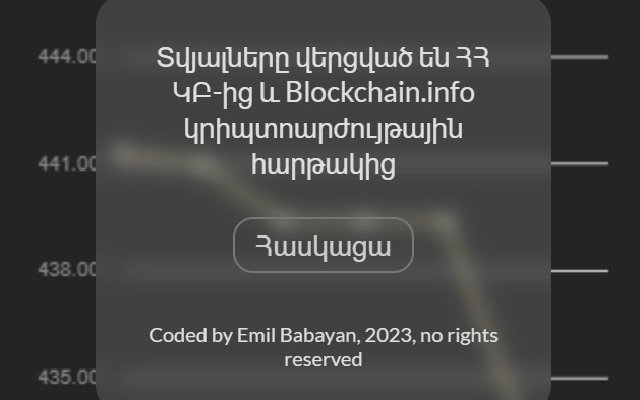 444.00
Տվյալները վերցված են ՀՀ
ԿԲ-ից և Blockchain.info
կրիպտոարժույթային
հարթակից
441.00
Հասկացա
438.00
Coded by Emil Babayan, 2023, no rights
reserved
435.00